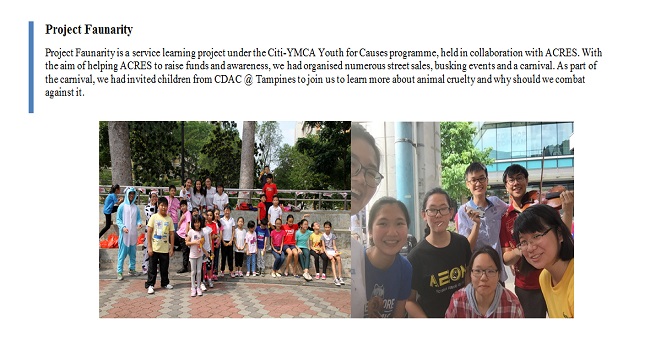 Project Faunarity
Project Faunarity is a service learning project under the Citi-YMCA Youth for Causes programme, held in collaboration with ACRES. With
the aim of helping ACRES to raise funds and awareness, we had organised numerous street sales, busking events and a carnival. As part of
the carnival, we had invited children from CDAC @ Tampines to join us to learn more about animal cruelty and why should we combat
against it.
AEON